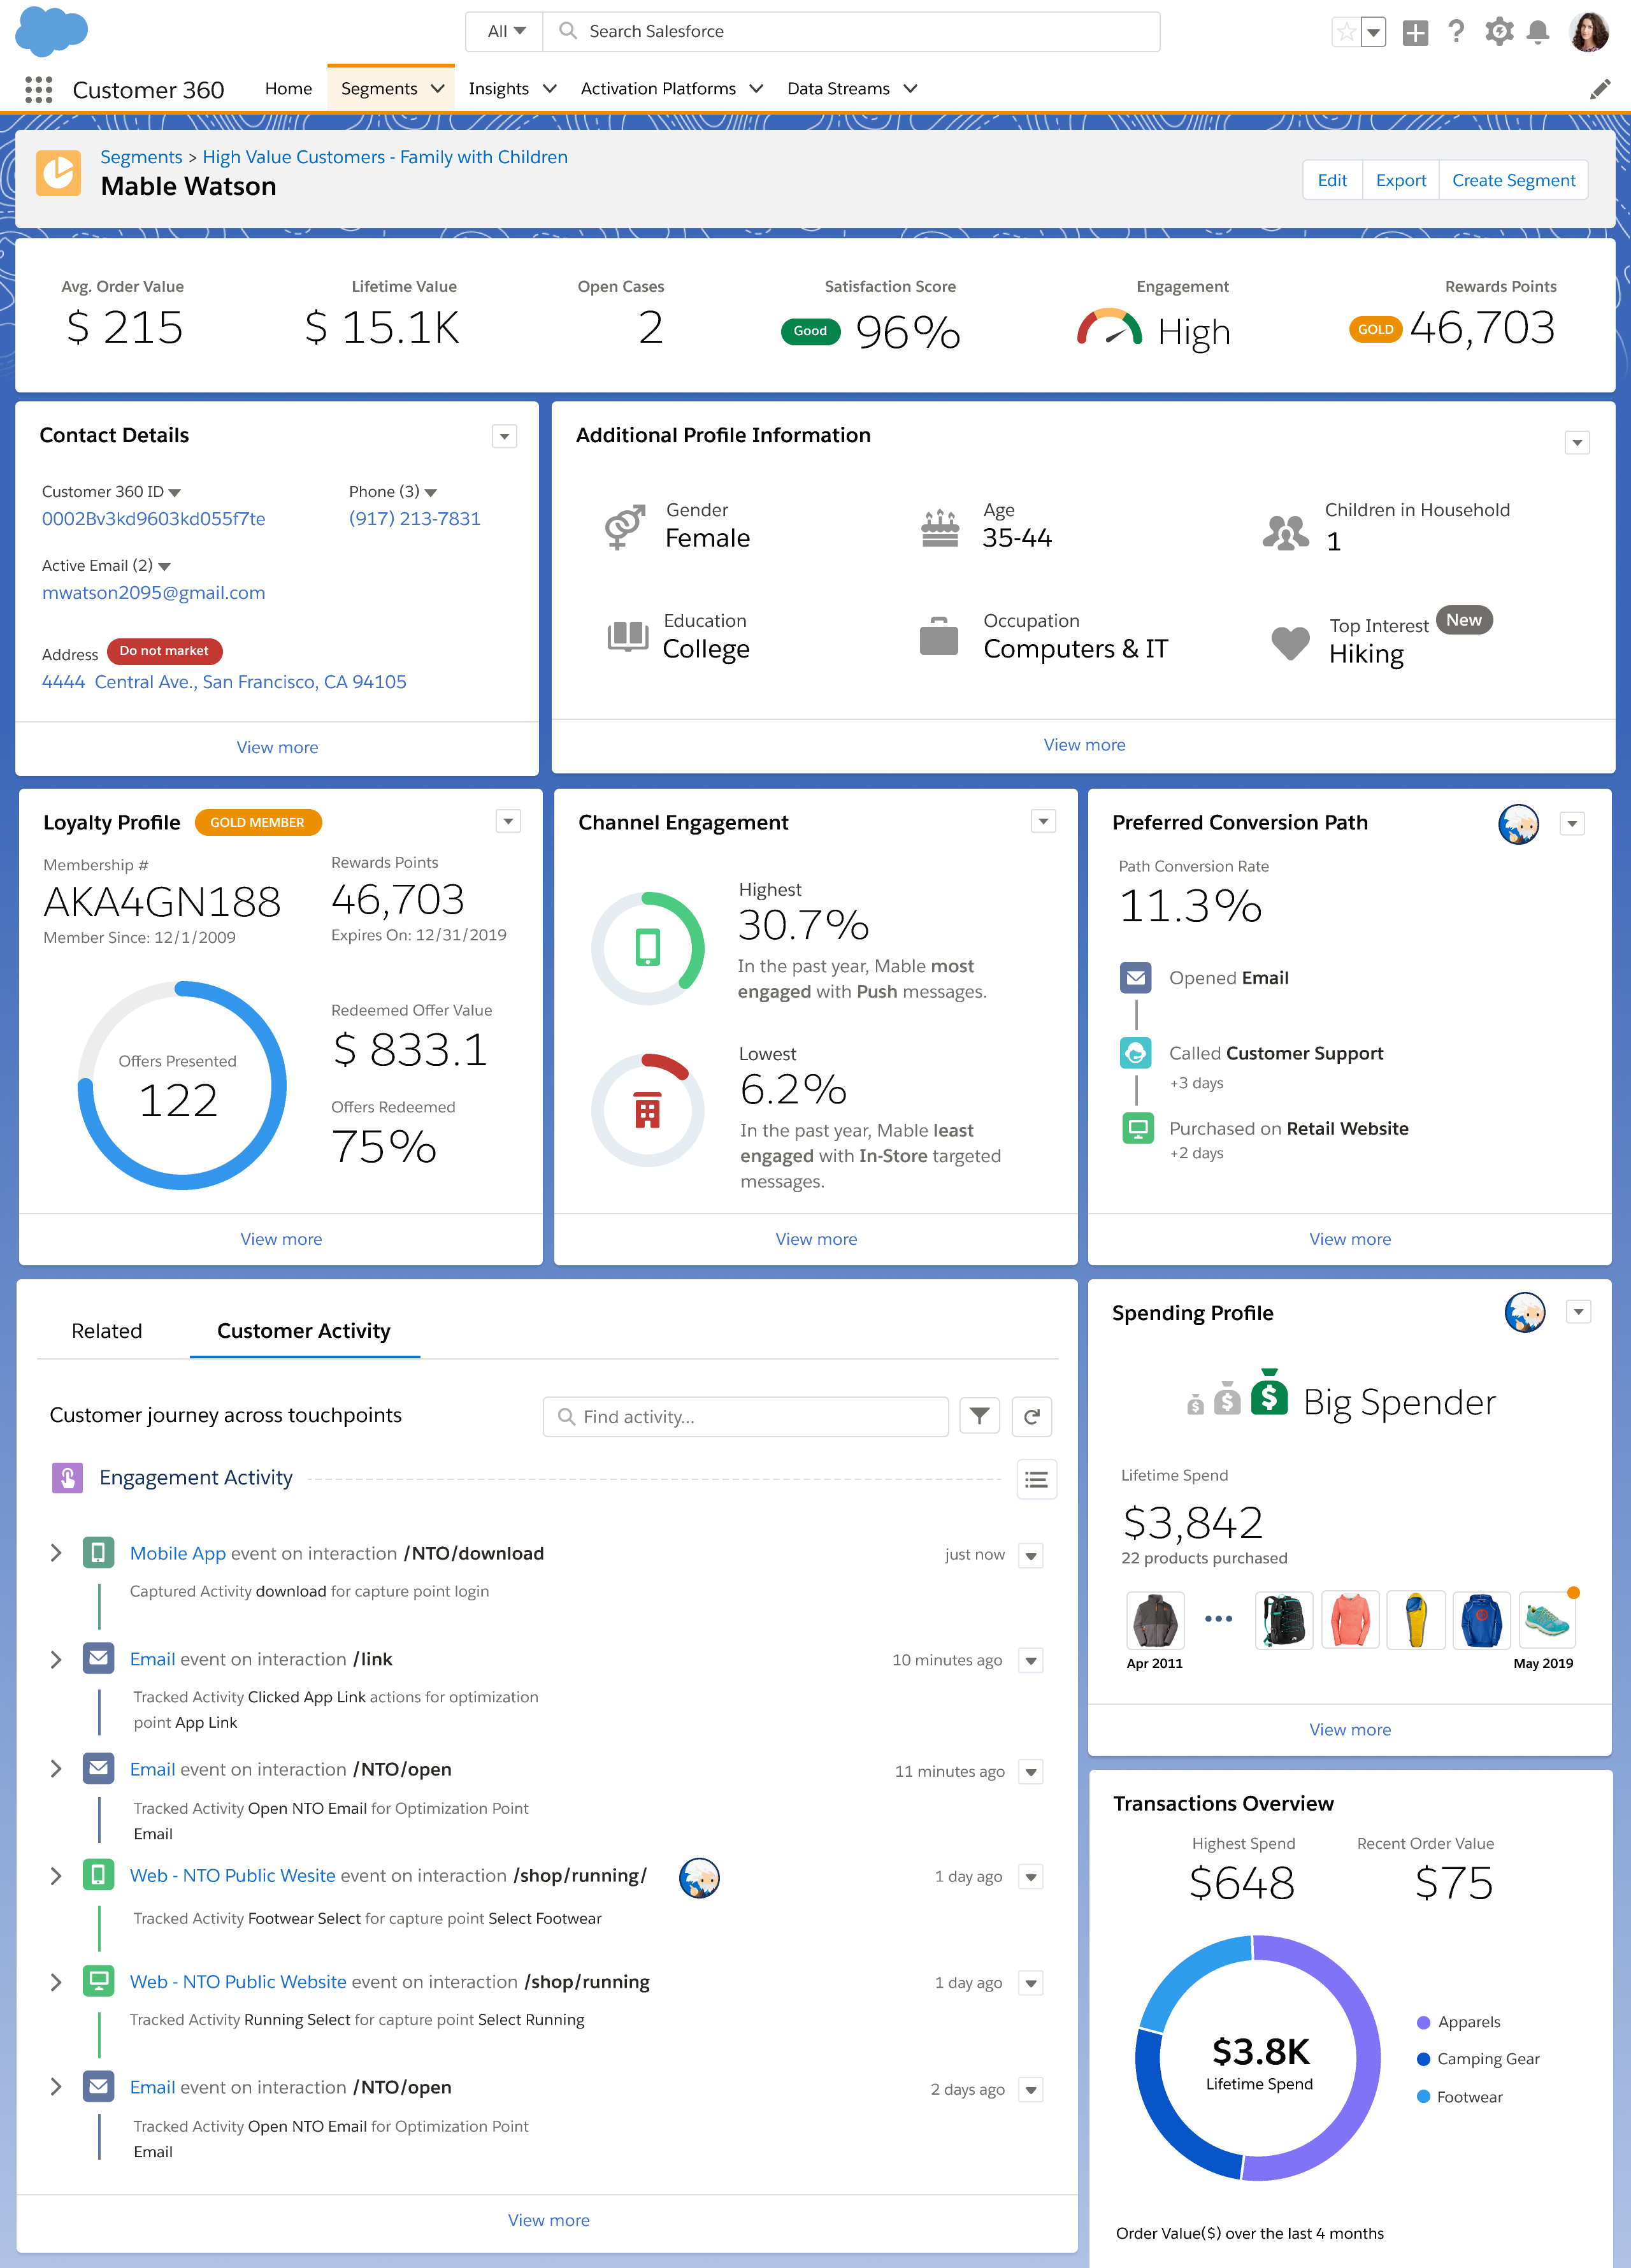 All
Search Salesforce
Customer 360
Home
Segments
Insights
Activation Platforms
Data Streams
Segments > High Value Customers - Family with Children
Mable Watson
Edit
Export
Create Segment
Avg. Order Value
$ 215
Lifetime Value
$ 15.1K
Open Cases
2
Satisfaction Score
Good 96%
Engagement
High
Rewards Points
GOLD 46,703
Contact Details
Customer 360 ID
0002Bv3kd9603kd055f7te
Phone (3)
(917) 213-7831
Active Email (2)
mwatson2095@gmail.com
Address Do not market
4444 Central Ave., San Francisco, CA 94105
View more
Additional Profile Information
Gender
Female
Age
35-44
Children in Household
1
Education
College
Occupation
Computers & IT
Top Interest New
Hiking
View more
Loyalty Profile GOLD MEMBER
Membership #
AKA4GN188
Member Since: 12/1/2009
Rewards Points
46,703
Expires On: 12/31/2019
Offers Presented
122
Redeemed Offer Value
$ 833.1
Offers Redeemed
75%
View more
Channel Engagement
Highest
30.7%
In the past year, Mable most
engaged with Push messages.
Lowest
6.2%
In the past year, Mable least
engaged with In-Store targeted
messages.
View more
Preferred Conversion Path
Path Conversion Rate
11.3%
Opened Email
Called Customer Support
+3 days
Purchased on Retail Website
+2 days
View more
Related
Customer Activity
Customer journey across touchpoints
Find activity...
Engagement Activity
Mobile App event on interaction /NTO/download
just now
Captured Activity download for capture point login
Email event on interaction /link
10 minutes ago
Tracked Activity Clicked App Link actions for optimization
point App Link
Email event on interaction /NTO/open
11 minutes ago
Tracked Activity Open NTO Email for Optimization Point
Email
Web - NTO Public Wesite event on interaction /shop/running/
1 day ago
Tracked Activity Footwear Select for capture point Select Footwear
Web - NTO Public Website event on interaction /shop/running
1 day ago
Tracked Activity Running Select for capture point Select Running
Email event on interaction /NTO/open
2 days ago
Tracked Activity Open NTO Email for Optimization Point
Email
View more
Spending Profile
Big Spender
Lifetime Spend
$3,842
22 products purchased
Apr 2011
May 2019
View more
Transactions Overview
Highest Spend
$648
Recent Order Value
$75
$3.8K
Lifetime Spend
Apparels
Camping Gear
Footwear
Order Value($) over the last 4 months